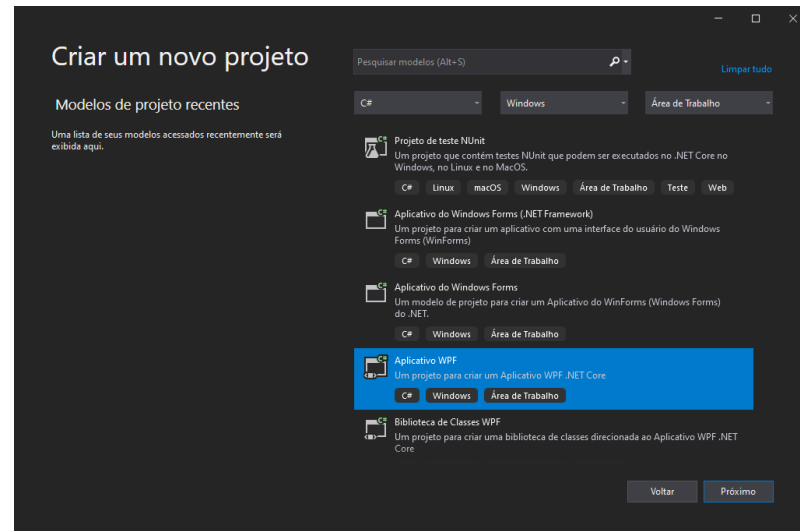 Criar um novo projeto
Modelos de projeto recentes
Uma lista de seus modelos acessados recentemente será
exibida aqui.
Pesquisar modelos (Alt+S)
Limpar tudo
C# Windows Área de Trabalho
Projeto de teste NUnit
Um projeto que contém testes NUnit que podem ser executados no .NET Core no
Windows, no Linux e no MacOS.
C# Linux macOS Windows Área de Trabalho Teste Web
Aplicativo do Windows Forms (.NET Framework)
Um projeto para criar um aplicativo com uma interface do usuário do Windows
Forms (WinForms)
C# Windows Área de Trabalho
Aplicativo do Windows Forms
Um modelo de projeto para criar um Aplicativo do WinForms (Windows Forms)
do .NET.
C# Windows Área de Trabalho
Aplicativo WPF
Um projeto para criar um Aplicativo WPF .NET Core
C# Windows Área de Trabalho
Biblioteca de Classes WPF
Um projeto para criar uma biblioteca de classes direcionada ao Aplicativo WPF .NET
Core
Voltar Próximo